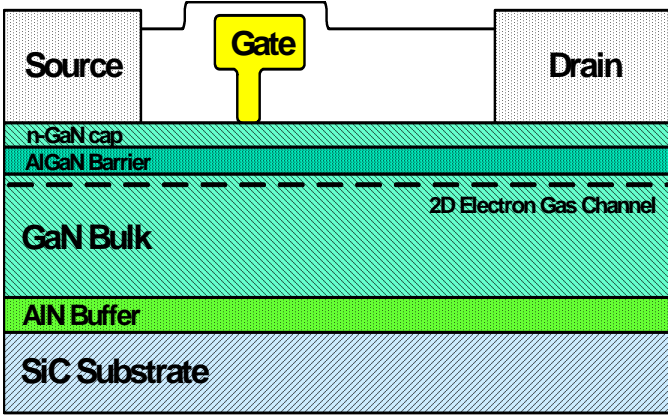 Source
Gate
Drain
n-GaN cap
AlGaN Barrier
2D Electron Gas Channel
GaN Bulk
AlN Buffer
SiC Substrate